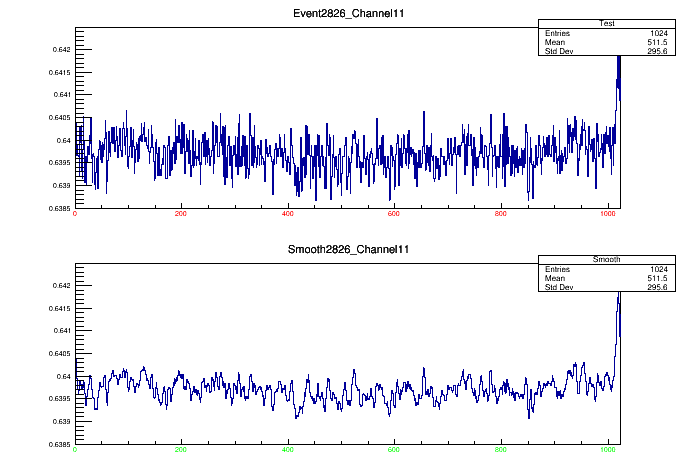 Event2826_Channel11
Test
Entries 1024
Mean 511.5
Std Dev 295.6
0.642
0.6415
0.641
0.6405
0.64
0.6395
0.639
0.6385
0 200 400 600 800 1000
Smooth2826_Channel11
Smooth
Entries 1024
Mean 511.5
Std Dev 295.6
0.642
0.6415
0.641
0.6405
0.64
0.6395
0.639
0.6385
0 200 400 600 800 1000